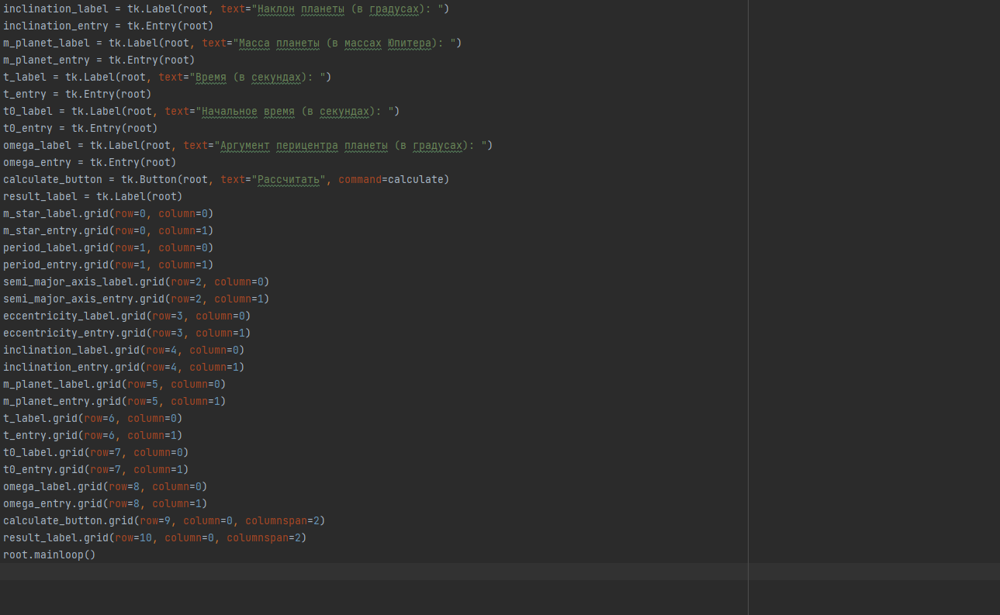 inclination_label = tk.Label(root, text="Наклон планеты (в градусах): ")
inclination_entry = tk.Entry(root)
m_planet_label = tk.Label(root, text="Масса планеты (в массах Юпитера): ")
m_planet_entry = tk.Entry(root)
t_label = tk.Label(root, text="Время (в секундах): ")
t_entry = tk.Entry(root)
t0_label = tk.Label(root, text="Начальное время (в секундах): ")
t0_entry = tk.Entry(root)
omega_label = tk.Label(root, text="Аргумент перицентра планеты (в градусах): ")
omega_entry = tk.Entry(root)
calculate_button = tk.Button(root, text="Рассчитать", command=calculate)
result_label = tk.Label(root)
m_star_label.grid(row=0, column=0)
m_star_entry.grid(row=0, column=1)
period_label.grid(row=1, column=0)
period_entry.grid(row=1, column=1)
semi_major_axis_label.grid(row=2, column=0)
semi_major_axis_entry.grid(row=2, column=1)
eccentricity_label.grid(row=3, column=0)
eccentricity_entry.grid(row=3, column=1)
inclination_label.grid(row=4, column=0)
inclination_entry.grid(row=4, column=1)
m_planet_label.grid(row=5, column=0)
m_planet_entry.grid(row=5, column=1)
t_label.grid(row=6, column=0)
t_entry.grid(row=6, column=1)
t0_label.grid(row=7, column=0)
t0_entry.grid(row=7, column=1)
omega_label.grid(row=8, column=0)
omega_entry.grid(row=8, column=1)
calculate_button.grid(row=9, column=0, columnspan=2)
result_label.grid(row=10, column=0, columnspan=2)
root.mainloop()